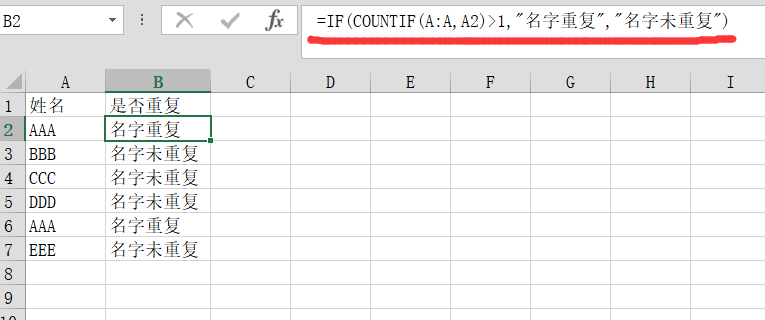 B2 fx =IF(COUNTIF(A:A,A2)>1,"名字重复","名字未重复")
A B C D E F G H I
1 姓名 是否重复
2 AAA 名字重复
3 BBB 名字未重复
4 CCC 名字未重复
5 DDD 名字未重复
6 AAA 名字重复
7 EEE 名字未重复
8
9
10